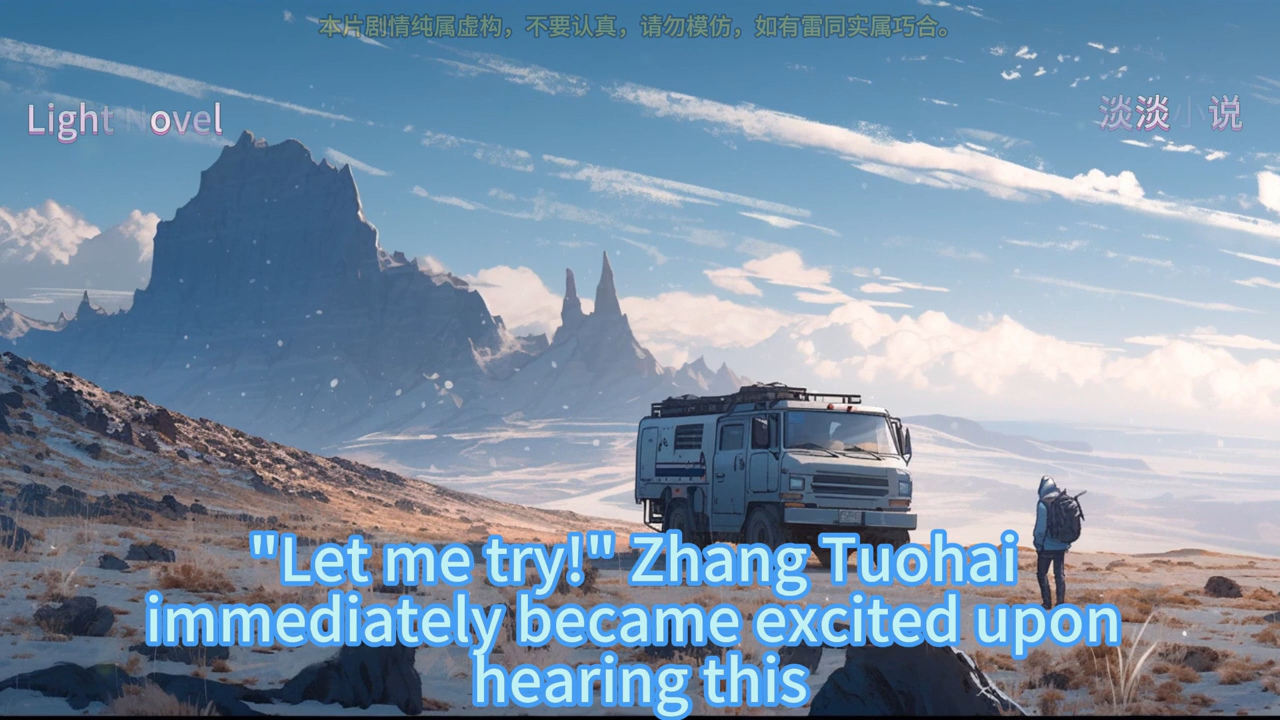 本片剧情纯属虚构，不要认真，请勿模仿，如有雷同实属巧合。
Light Novel
淡淡小说
"Let me try!" Zhang Tuohai
immediately became excited upon
hearing this